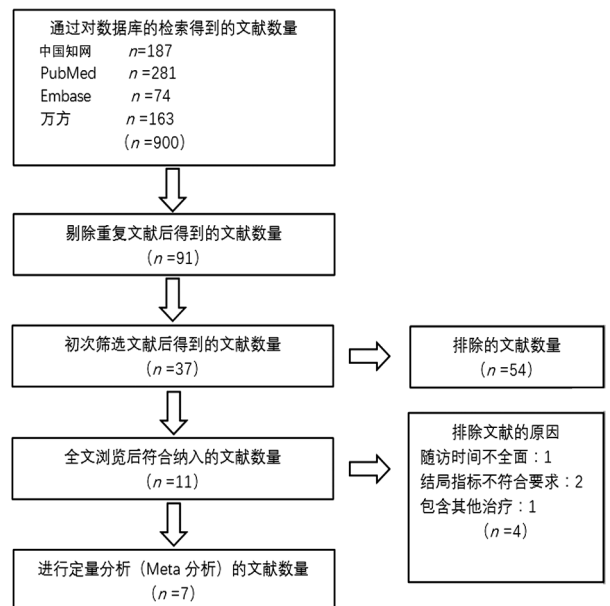 通过对数据库的检索得到的文献数量
中国知网 n=187
PubMed n =281
Embase n =74
万方 n =163
（n =900）
剔除重复文献后得到的文献数量
（n =91）
初次筛选文献后得到的文献数量
（n =37）
排除的文献数量
（n =54）
全文浏览后符合纳入的文献数量
（n =11）
排除文献的原因
随访时间不全面：1
结局指标不符合要求：2
包含其他治疗：1
（n =4）
进行定量分析（Meta 分析）的文献数量
（n =7）